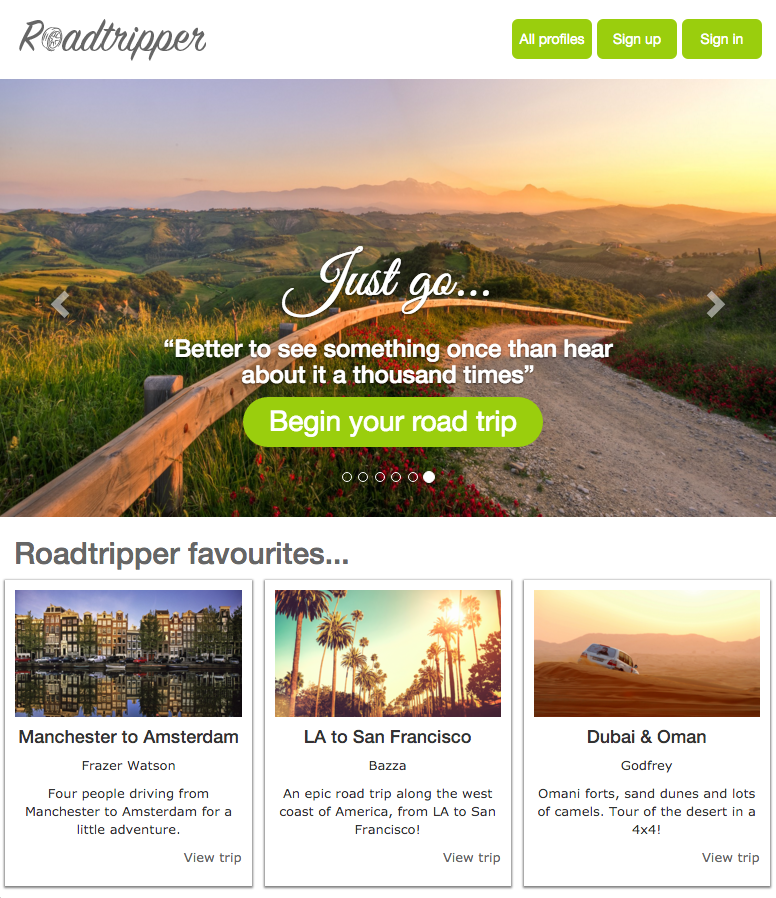 Roadtripper
All profiles
Sign up
Sign in
Just go...
“Better to see something once than hear
about it a thousand times”
Begin your road trip
Roadtripper favourites...
Manchester to Amsterdam
Frazer Watson
Four people driving from
Manchester to Amsterdam for a
little adventure.
View trip
LA to San Francisco
Bazza
An epic road trip along the west
coast of America, from LA to San
Francisco!
View trip
Dubai & Oman
Godfrey
Omani forts, sand dunes and lots
of camels. Tour of the desert in a
4x4!
View trip